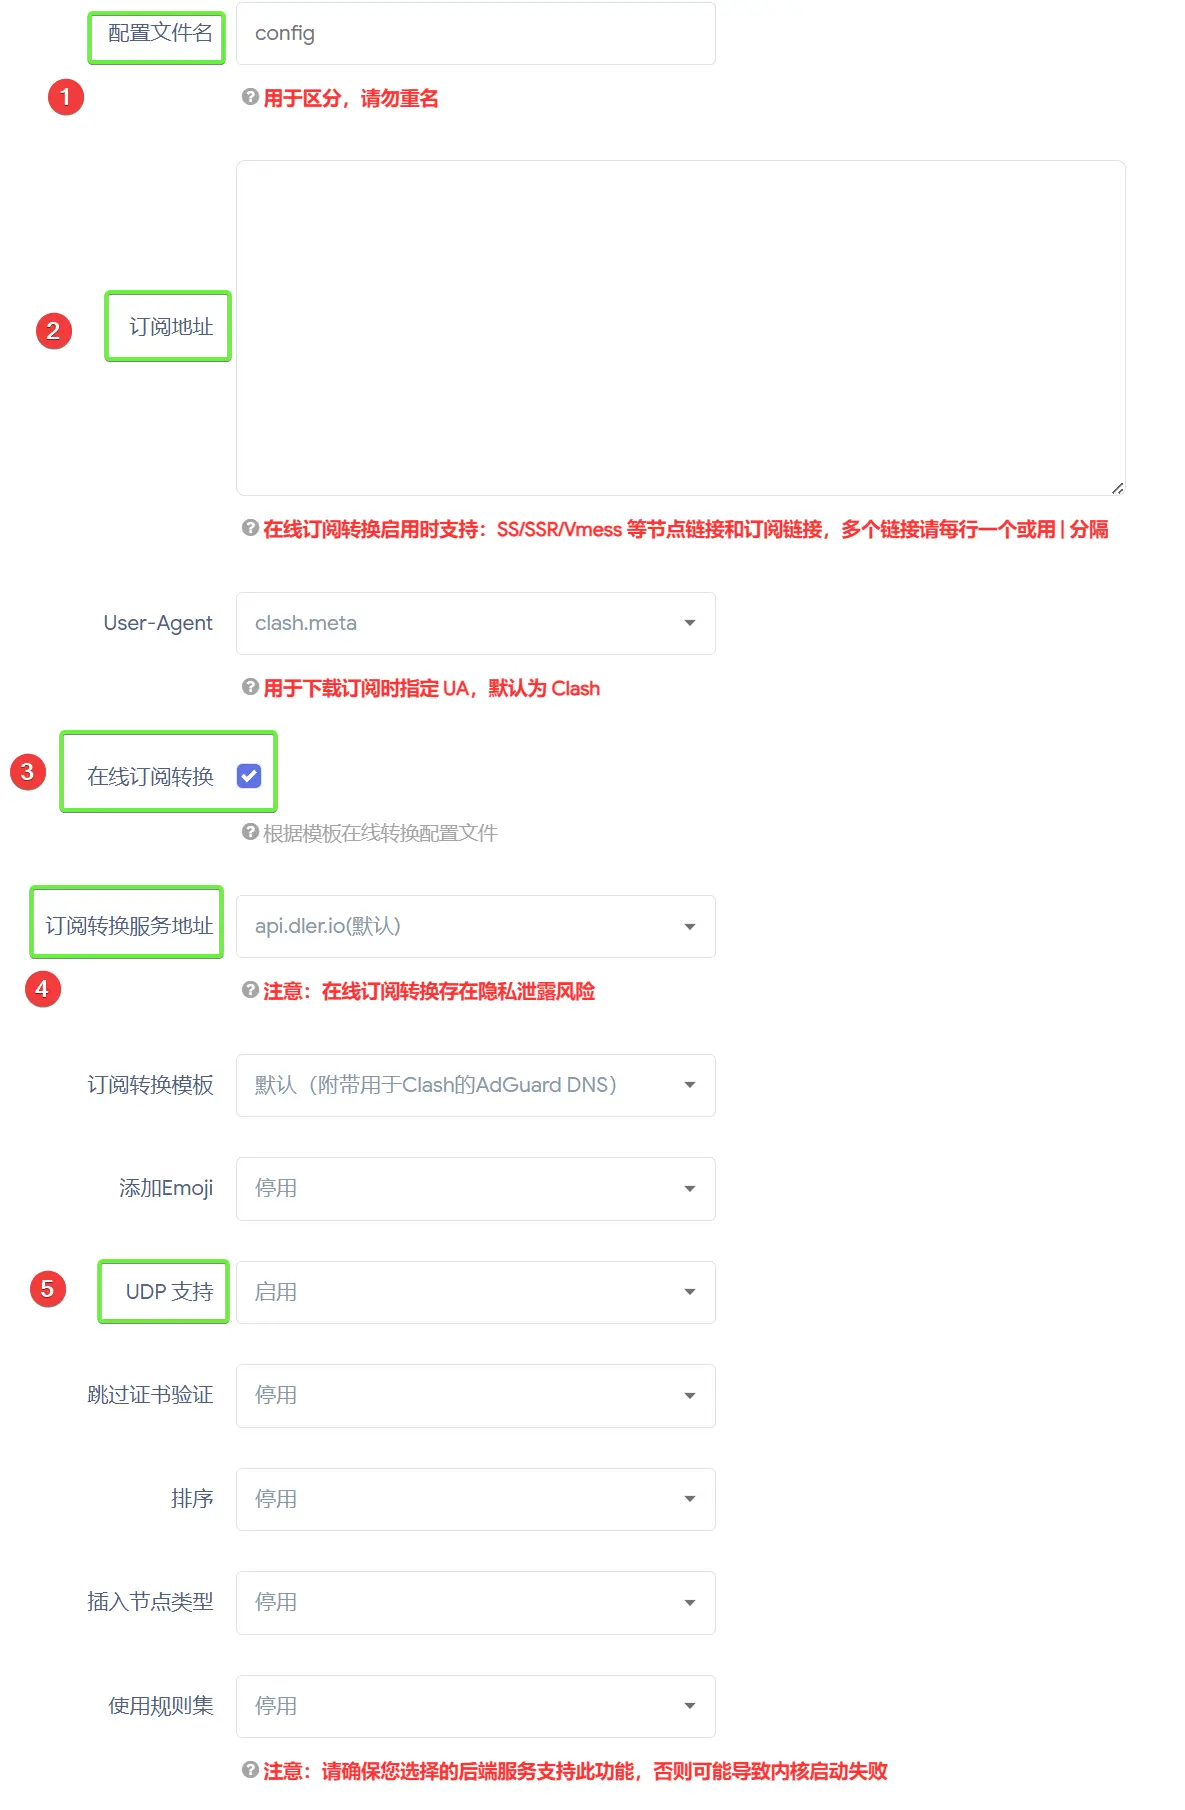 配置文件名
config
1
用于区分，请勿重名
2
订阅地址
在线订阅转换启用时支持：SS/SSR/Vmess 等节点链接和订阅链接，多个链接请每行一个或用 | 分隔
User-Agent
clash.meta
用于下载订阅时指定 UA，默认为 Clash
3
在线订阅转换
根据模板在线转换配置文件
订阅转换服务地址
api.dler.io(默认)
4
注意：在线订阅转换存在隐私泄露风险
订阅转换模板
默认（附带用于Clash的AdGuard DNS）
添加Emoji
停用
5
UDP 支持
启用
跳过证书验证
停用
排序
停用
插入节点类型
停用
使用规则集
停用
注意：请确保您选择的后端服务支持此功能，否则可能导致内核启动失败